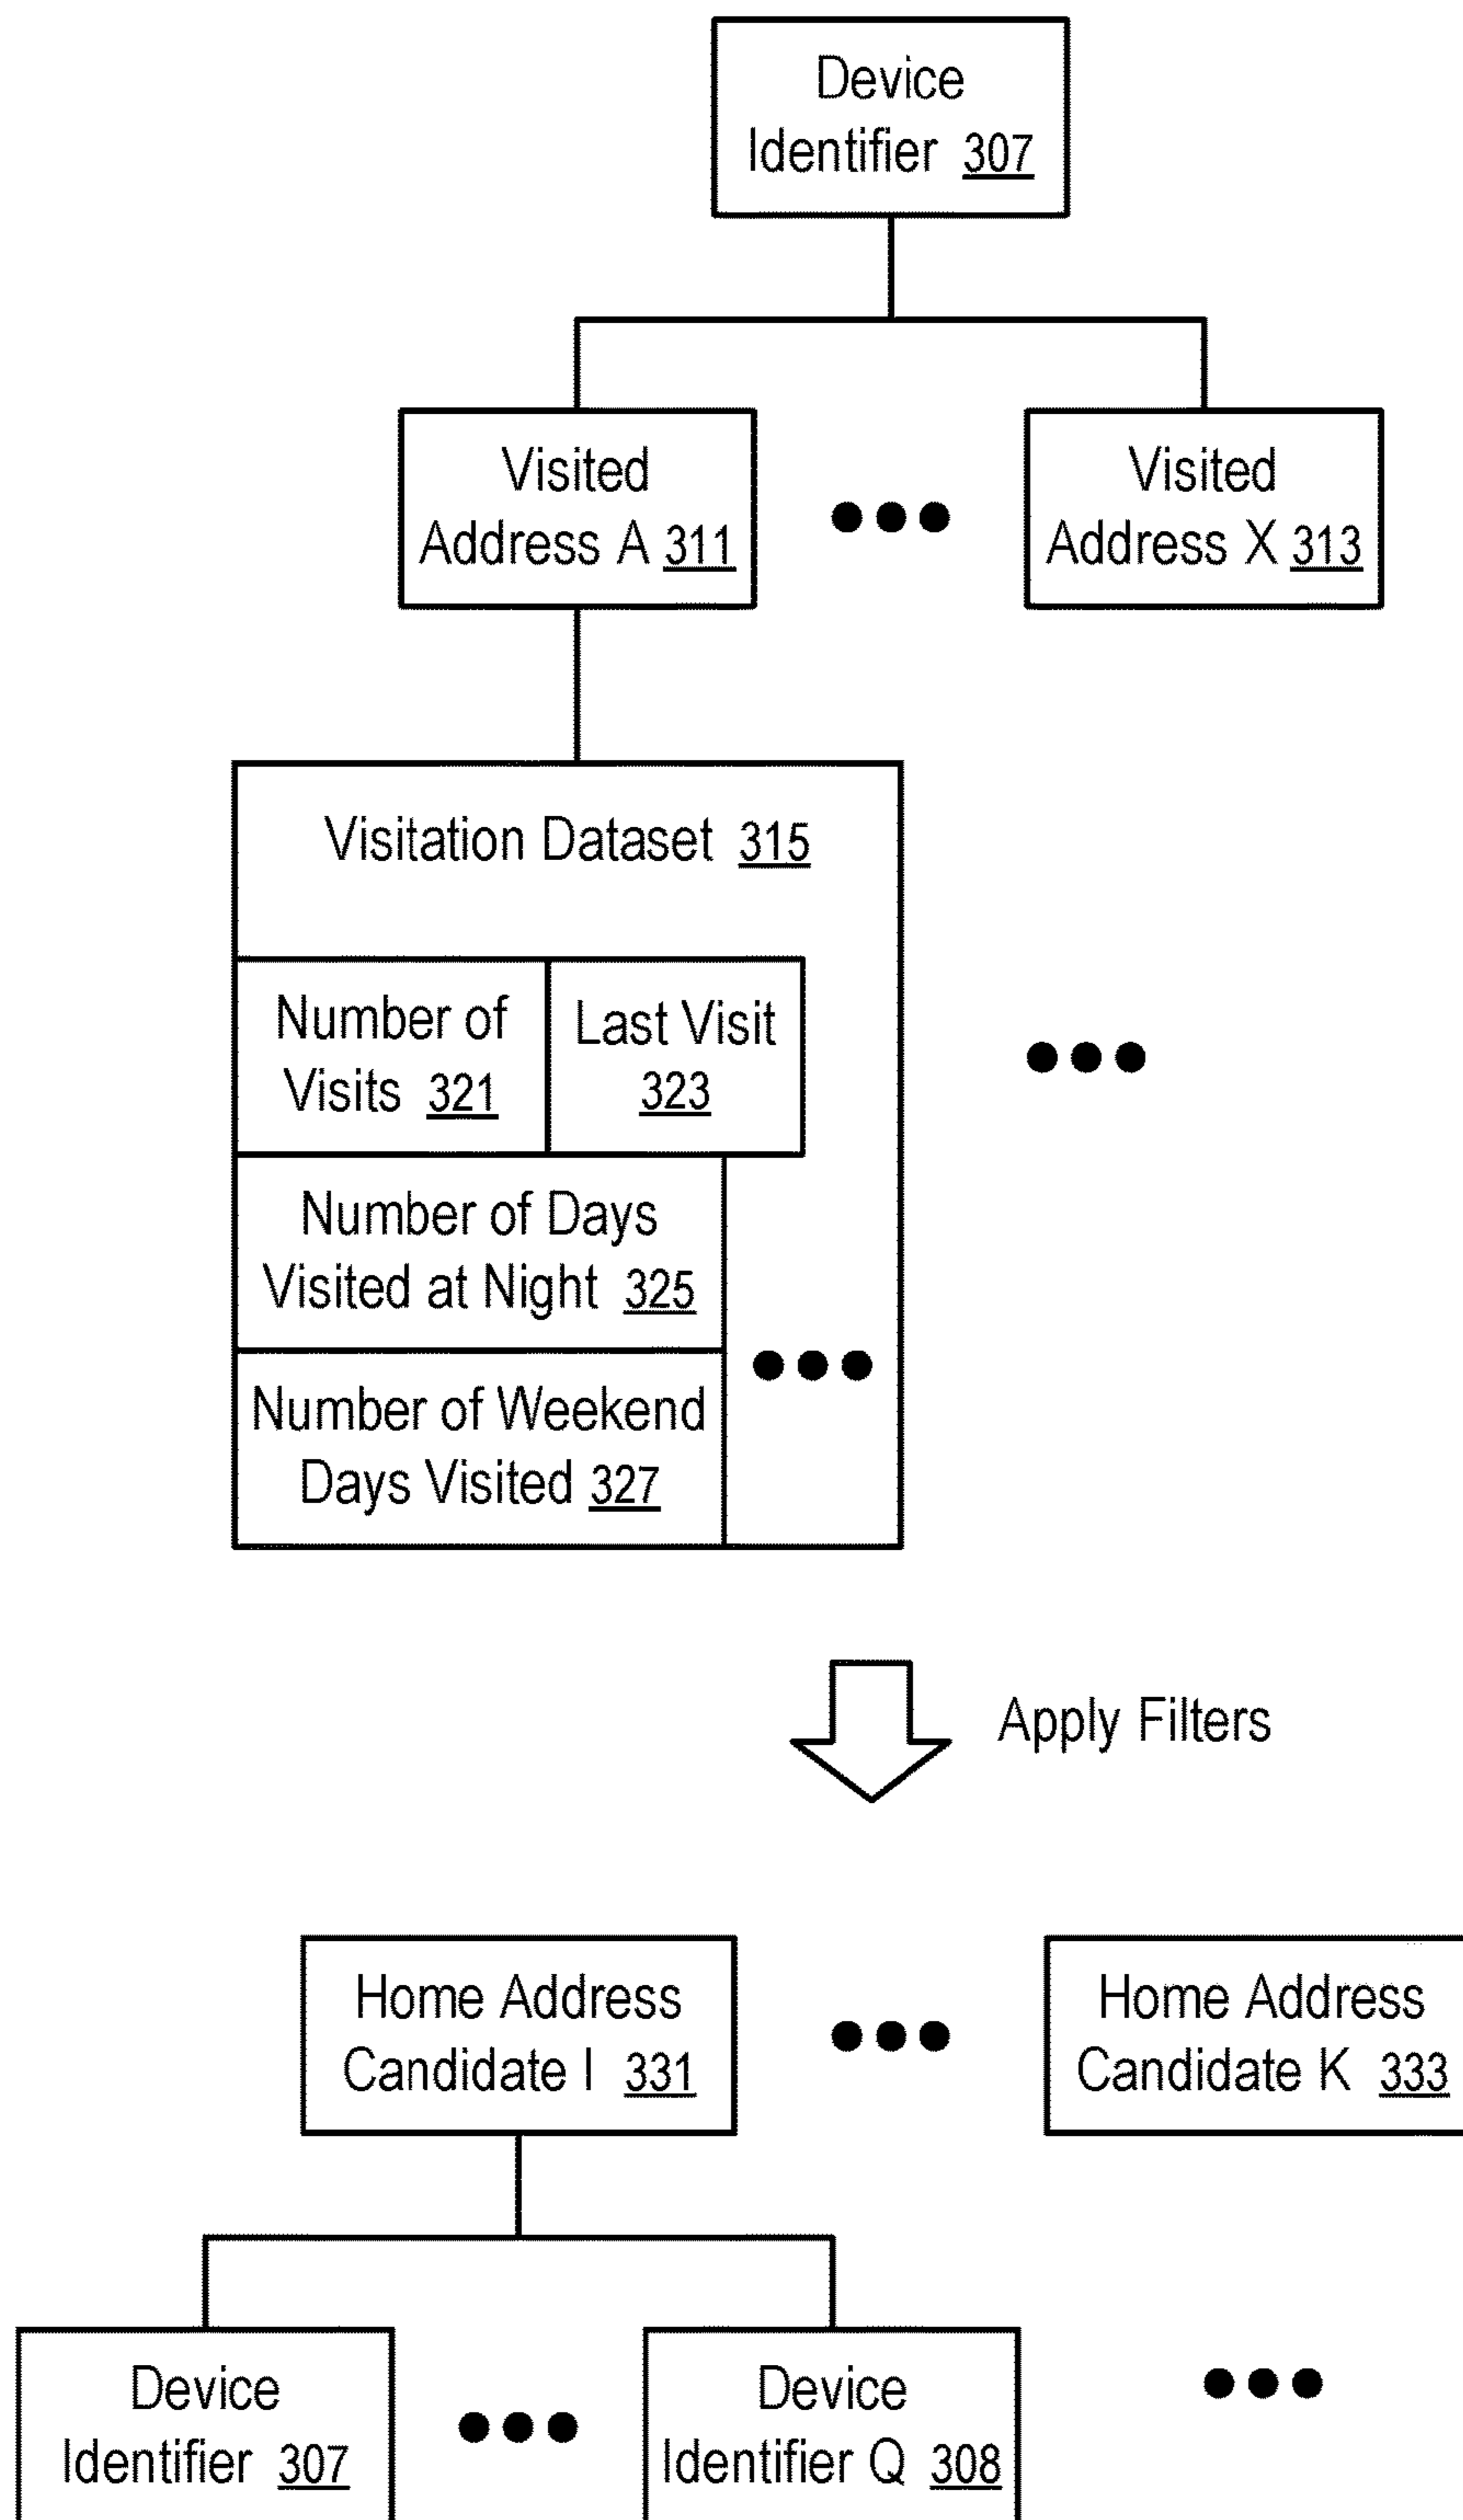 Device
Identifier 307
Visited
Address A 311
Visited
Address X 313
Visitation Dataset 315
Number of
Visits 321
Last Visit
323
Number of Days
Visited at Night 325
Number of Weekend
Days Visited 327
Apply Filters
Home Address
Candidate I 331
Home Address
Candidate K 333
Device
Identifier 307
Device
Identifier Q 308